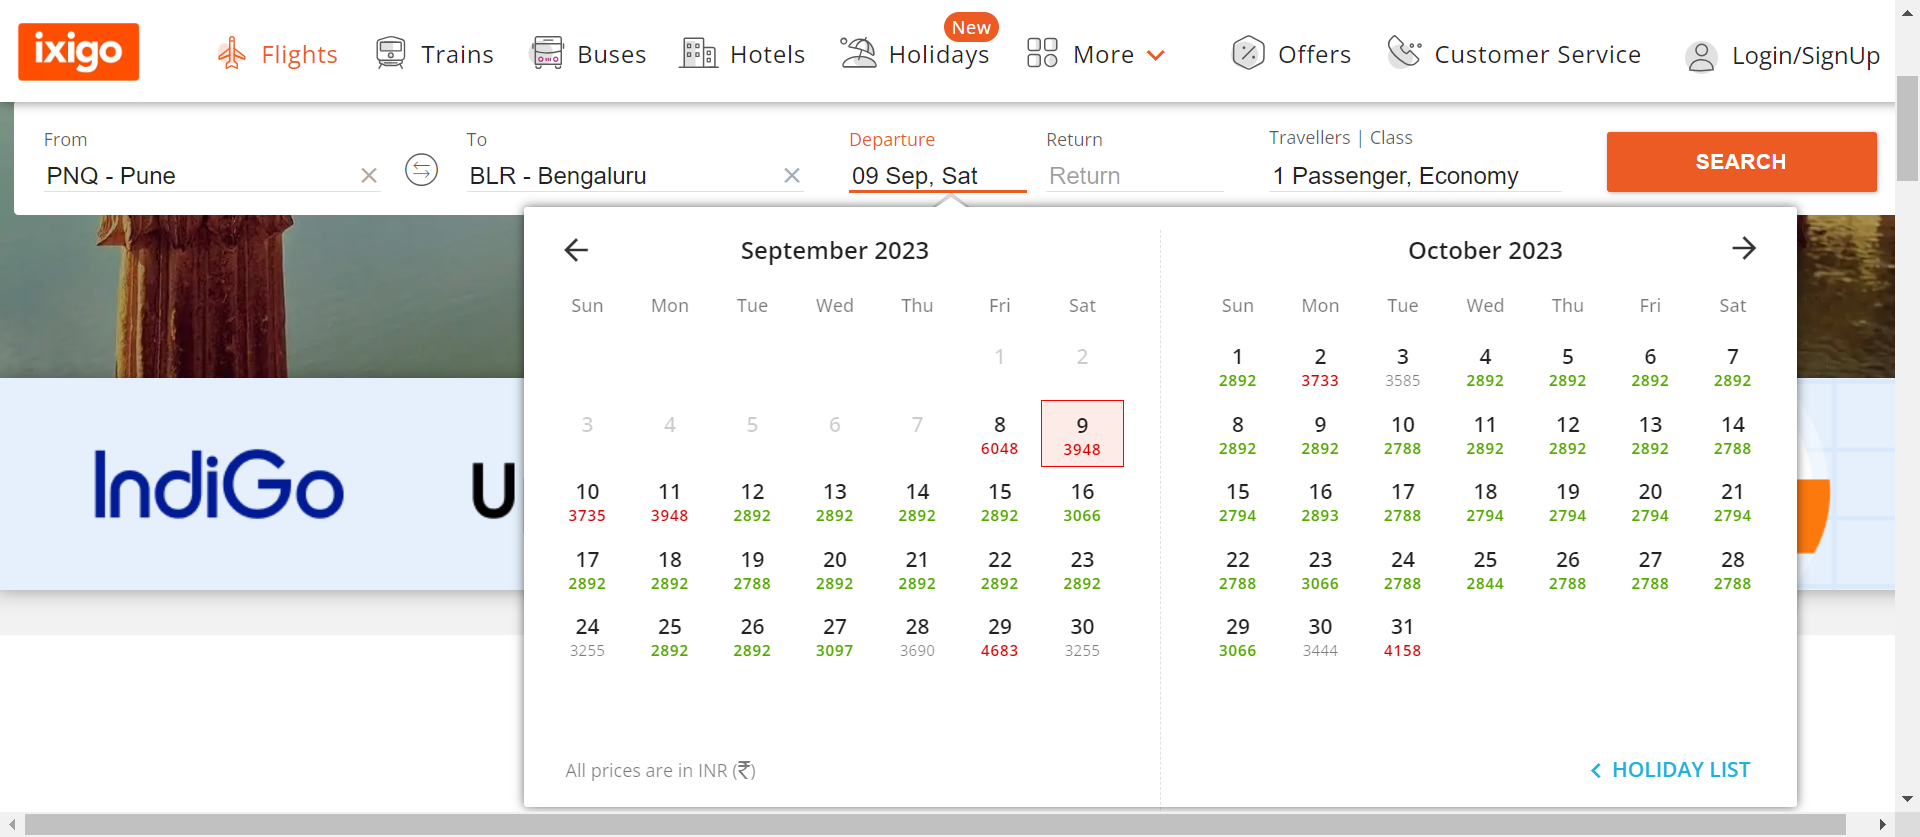 ixigo
Flights
Trains
Buses
Hotels
Holidays
New
More
Offers
Customer Service
Login/SignUp
From
PNQ - Pune
To
BLR - Bengaluru
Departure
09 Sep, Sat
Return
Return
Travellers | Class
1 Passenger, Economy
SEARCH
IndiGo
September 2023
Sun Mon Tue Wed Thu Fri Sat
1 2
3 4 5 6 7 8 9
6048 3948
10 11 12 13 14 15 16
3735 3948 2892 2892 2892 2892 3066
17 18 19 20 21 22 23
2892 2892 2788 2892 2892 2892 2892
24 25 26 27 28 29 30
3255 2892 2892 3097 3690 4683 3255
October 2023
Sun Mon Tue Wed Thu Fri Sat
1 2 3 4 5 6 7
2892 3733 3585 2892 2892 2892 2892
8 9 10 11 12 13 14
2892 2892 2788 2892 2892 2892 2788
15 16 17 18 19 20 21
2794 2893 2788 2794 2794 2794 2794
22 23 24 25 26 27 28
2788 3066 2788 2844 2788 2788 2788
29 30 31
3066 3444 4158
All prices are in INR (₹)
HOLIDAY LIST